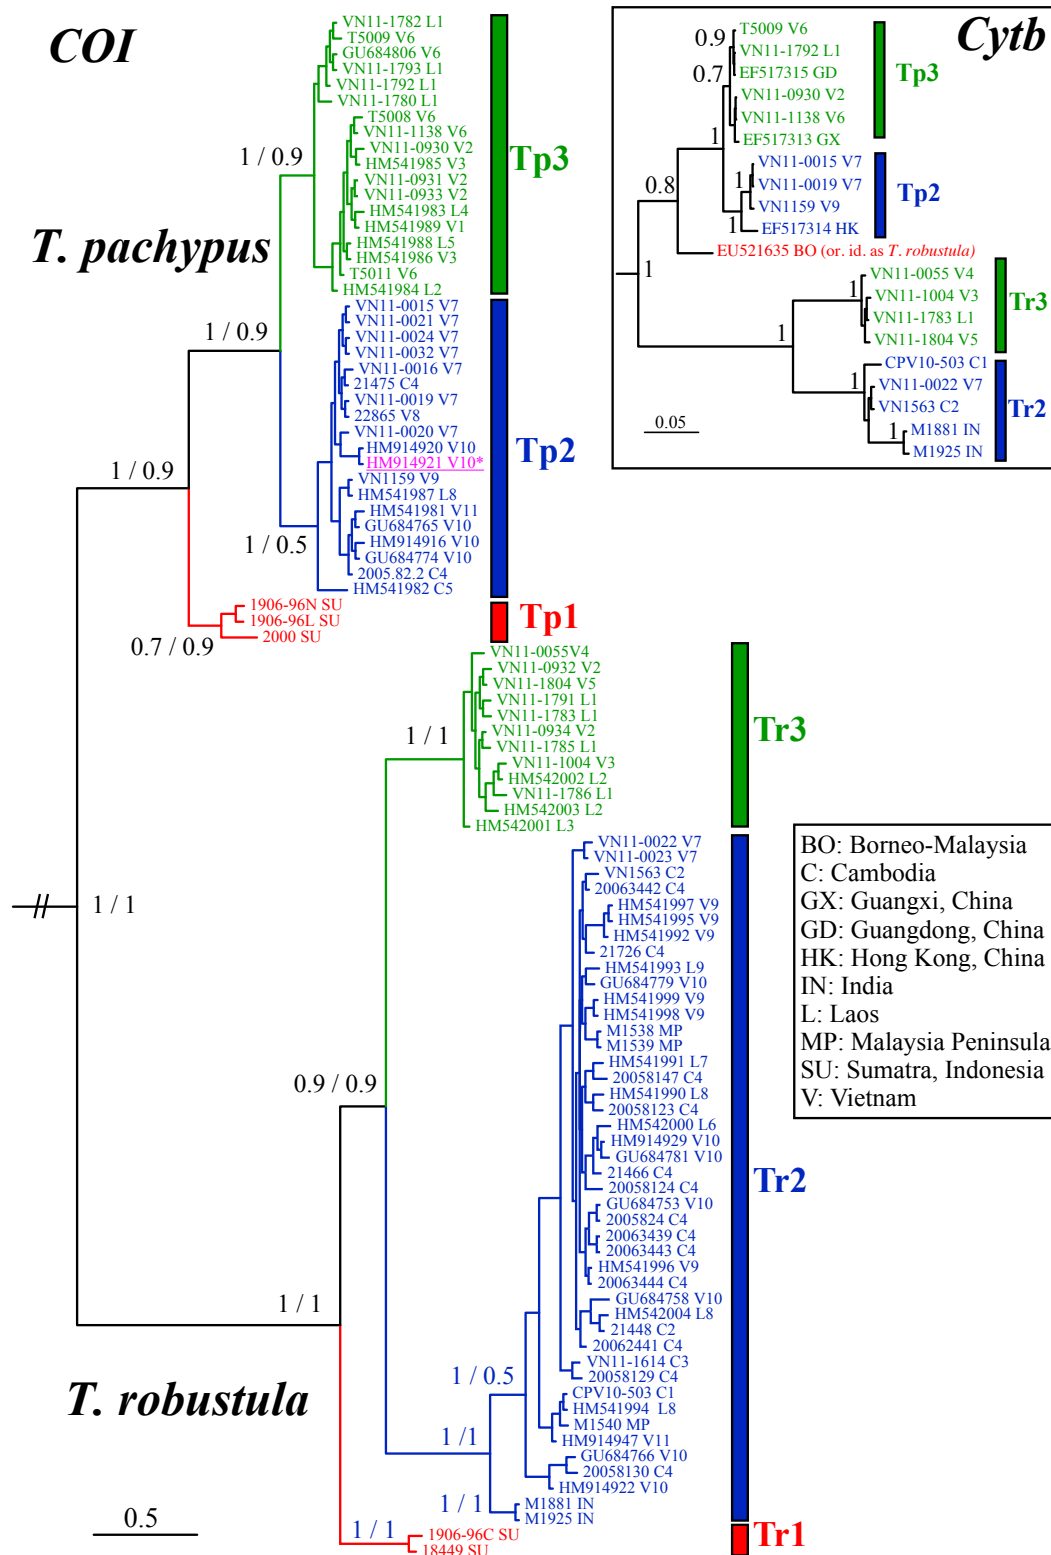 COI
VN11-1782 L1
T5009 V6
GU684806 V6
VN11-1793 L1
VN11-1792 L1
VN11-1780 L1
T5008 V6
VN11-1138 V6
VN11-0930 V2
HM541985 V3
VN11-0931 V2
VN11-0933 V2
HM541983 L4
HM541989 V1
HM541988 L5
HM541986 V3
T5011 V6
HM541984 L2
1 / 0.9
Tp3
T. pachypus
1 / 0.9
VN11-0015 V7
VN11-0021 V7
VN11-0024 V7
VN11-0032 V7
VN11-0016 V7
21475 C4
VN11-0019 V7
22865 V8
VN11-0020 V7
HM914920 V10
HM914921 V10*
VN1159 V9
HM541987 L8
HM541981 V11
GU684765 V10
HM914916 V10
GU684774 V10
2005.82.2 C4
HM541982 C5
Tp2
1 / 0.9
1 / 0.5
1906-96N SU
1906-96L SU
2000 SU
Tp1
0.7 / 0.9
VN11-0055V4
VN11-0932 V2
VN11-1804 V5
VN11-1791 L1
VN11-1783 L1
VN11-0934 V2
VN11-1785 L1
VN11-1004 V3
HM542002 L2
VN11-1786 L1
HM542003 L2
HM542001 L3
1 / 1
Tr3
1 / 1
VN11-0022 V7
VN11-0023 V7
VN1563 C2
20063442 C4
HM541997 V9
HM541995 V9
HM541992 V9
21726 C4
HM541993 L9
GU684779 V10
HM541999 V9
HM541998 V9
M1538 MP
M1539 MP
HM541991 L7
20058147 C4
HM541990 L8
20058123 C4
HM542000 L6
HM914929 V10
GU684781 V10
21466 C4
20058124 C4
GU684753 V10
2005824 C4
20063439 C4
20063443 C4
HM541996 V9
20063444 C4
GU684758 V10
HM542004 L8
21448 C2
20062441 C4
VN11-1614 C3
20058129 C4
CPV10-503 C1
HM541994 L8
M1540 MP
HM914947 V11
GU684766 V10
20058130 C4
HM914922 V10
M1881 IN
M1925 IN
Tr2
0.9 / 0.9
1 / 1
1 / 0.5
1 /1
1 / 1
T. robustula
0.5
1 / 1
1906-96C SU
18449 SU
Tr1
Cytb
T5009 V6
VN11-1792 L1
EF517315 GD
VN11-0930 V2
VN11-1138 V6
EF517313 GX
0.9
0.7
Tp3
1
VN11-0015 V7
VN11-0019 V7
VN1159 V9
EF517314 HK
1
1
Tp2
0.8
EU521635 BO (or. id. as T. robustula)
1
VN11-0055 V4
VN11-1004 V3
VN11-1783 L1
VN11-1804 V5
1
Tr3
1
CPV10-503 C1
VN11-0022 V7
VN1563 C2
M1881 IN
M1925 IN
1
1
Tr2
0.05
BO: Borneo-Malaysia
C: Cambodia
GX: Guangxi, China
GD: Guangdong, China
HK: Hong Kong, China
IN: India
L: Laos
MP: Malaysia Peninsula
SU: Sumatra, Indonesia
V: Vietnam